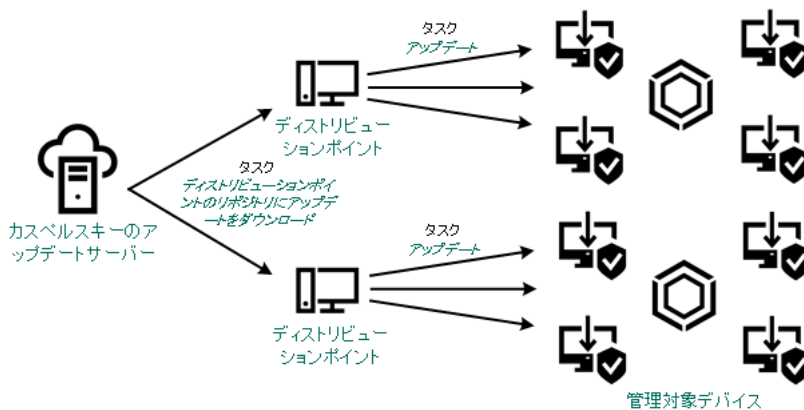 タスク
アップデート
ディストリビュー
ションポイント
タスク
ディストリビューションポイ
ントのリポジトリにアップデ
ートをダウンロード
カスペルスキーのア
ップデートサーバー
タスク
アップデート
ディストリビュー
ションポイント
管理対象デバイス